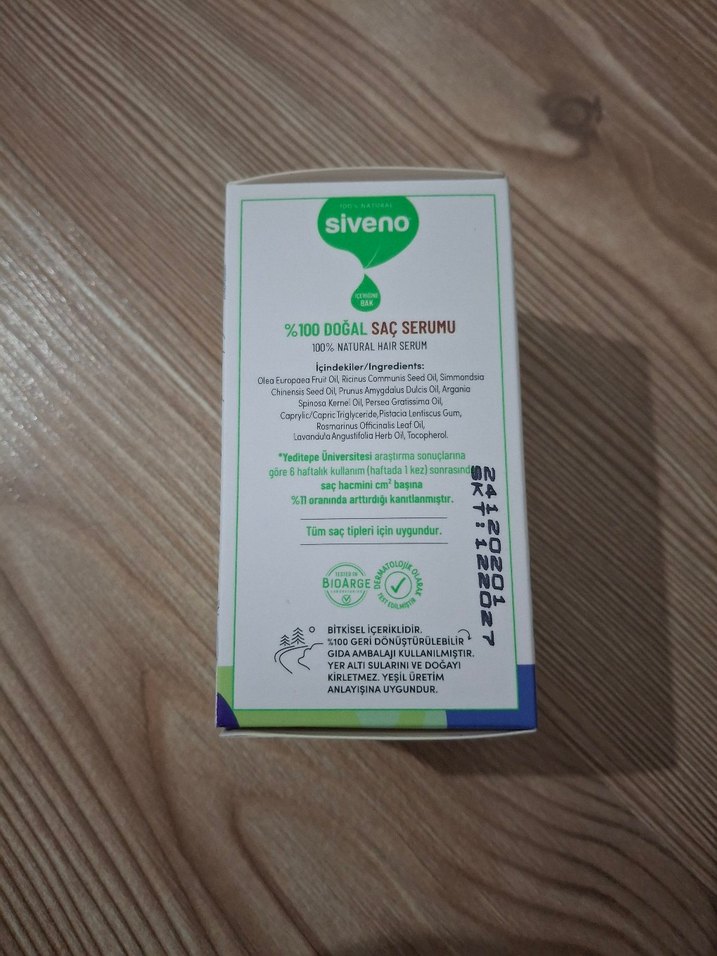 100% NATURAL
siveno
İÇERİĞİNE
BAK
%100 DOĞAL SAÇ SERUMU
100% NATURAL HAIR SERUM
İçindekiler/Ingredients:
Olea Europaea Fruit Oil, Ricinus Communis Seed Oil, Simmondsia
Chinensis Seed Oil, Prunus Amygdalus Dulcis Oil, Argania
Spinosa Kernel Oil, Persea Gratissima Oil,
Caprylic/Capric Triglyceride,Pistacia Lentiscus Gum,
Rosmarinus Officinalis Leaf Oil,
Lavandula Angustifolia Herb Oil, Tocopherol.
*Yeditepe Üniversitesi araştırma sonuçlarına
göre 6 haftalık kullanım (haftada 1 kez) sonrasında
saç hacmini cm² başına
%11 oranında arttırdığı kanıtlanmıştır.
Tüm saç tipleri için uygundur.
TESTED IN
BIOARGE
LABORATORIES
DERMATOLOJİK OLARAK
TEST EDİLMİŞTİR
24120201
SKT:122027
BİTKİSEL İÇERİKLİDİR.
%100 GERİ DÖNÜŞTÜRÜLEBİLİR
GIDA AMBALAJI KULLANILMIŞTIR.
YER ALTI SULARINI VE DOĞAYI
KİRLETMEZ. YEŞİL ÜRETİM
ANLAYIŞINA UYGUNDUR.